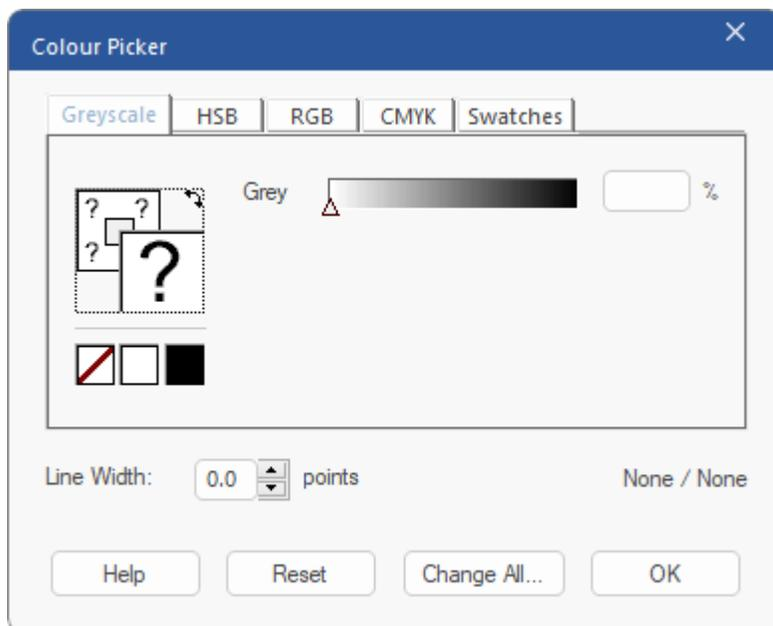 Colour Picker
Greyscale HSB RGB CMYK Swatches
Grey %
? ?
? ?
Line Width: 0.0 points None / None
Help Reset Change All... OK